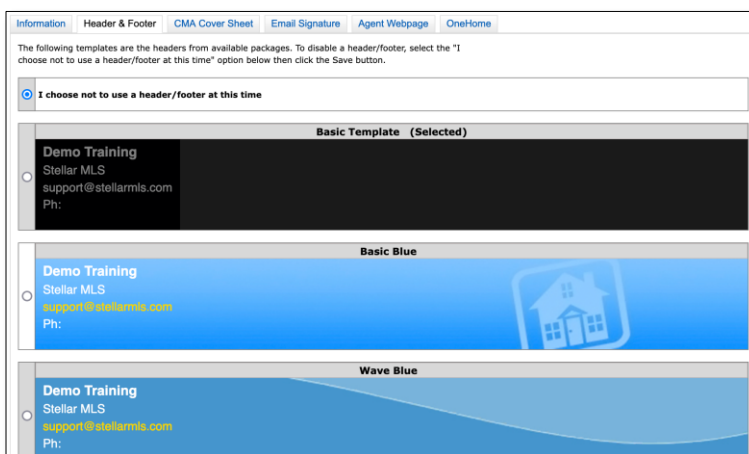 Information Header & Footer CMA Cover Sheet Email Signature Agent Webpage OneHome
The following templates are the headers from available packages. To disable a header/footer, select the "I
choose not to use a header/footer at this time" option below then click the Save button.
I choose not to use a header/footer at this time
Basic Template (Selected)
Demo Training
Stellar MLS
support@stellarmls.com
Ph:
Basic Blue
Demo Training
Stellar MLS
support@stellarmls.com
Ph:
Wave Blue
Demo Training
Stellar MLS
support@stellarmls.com
Ph: